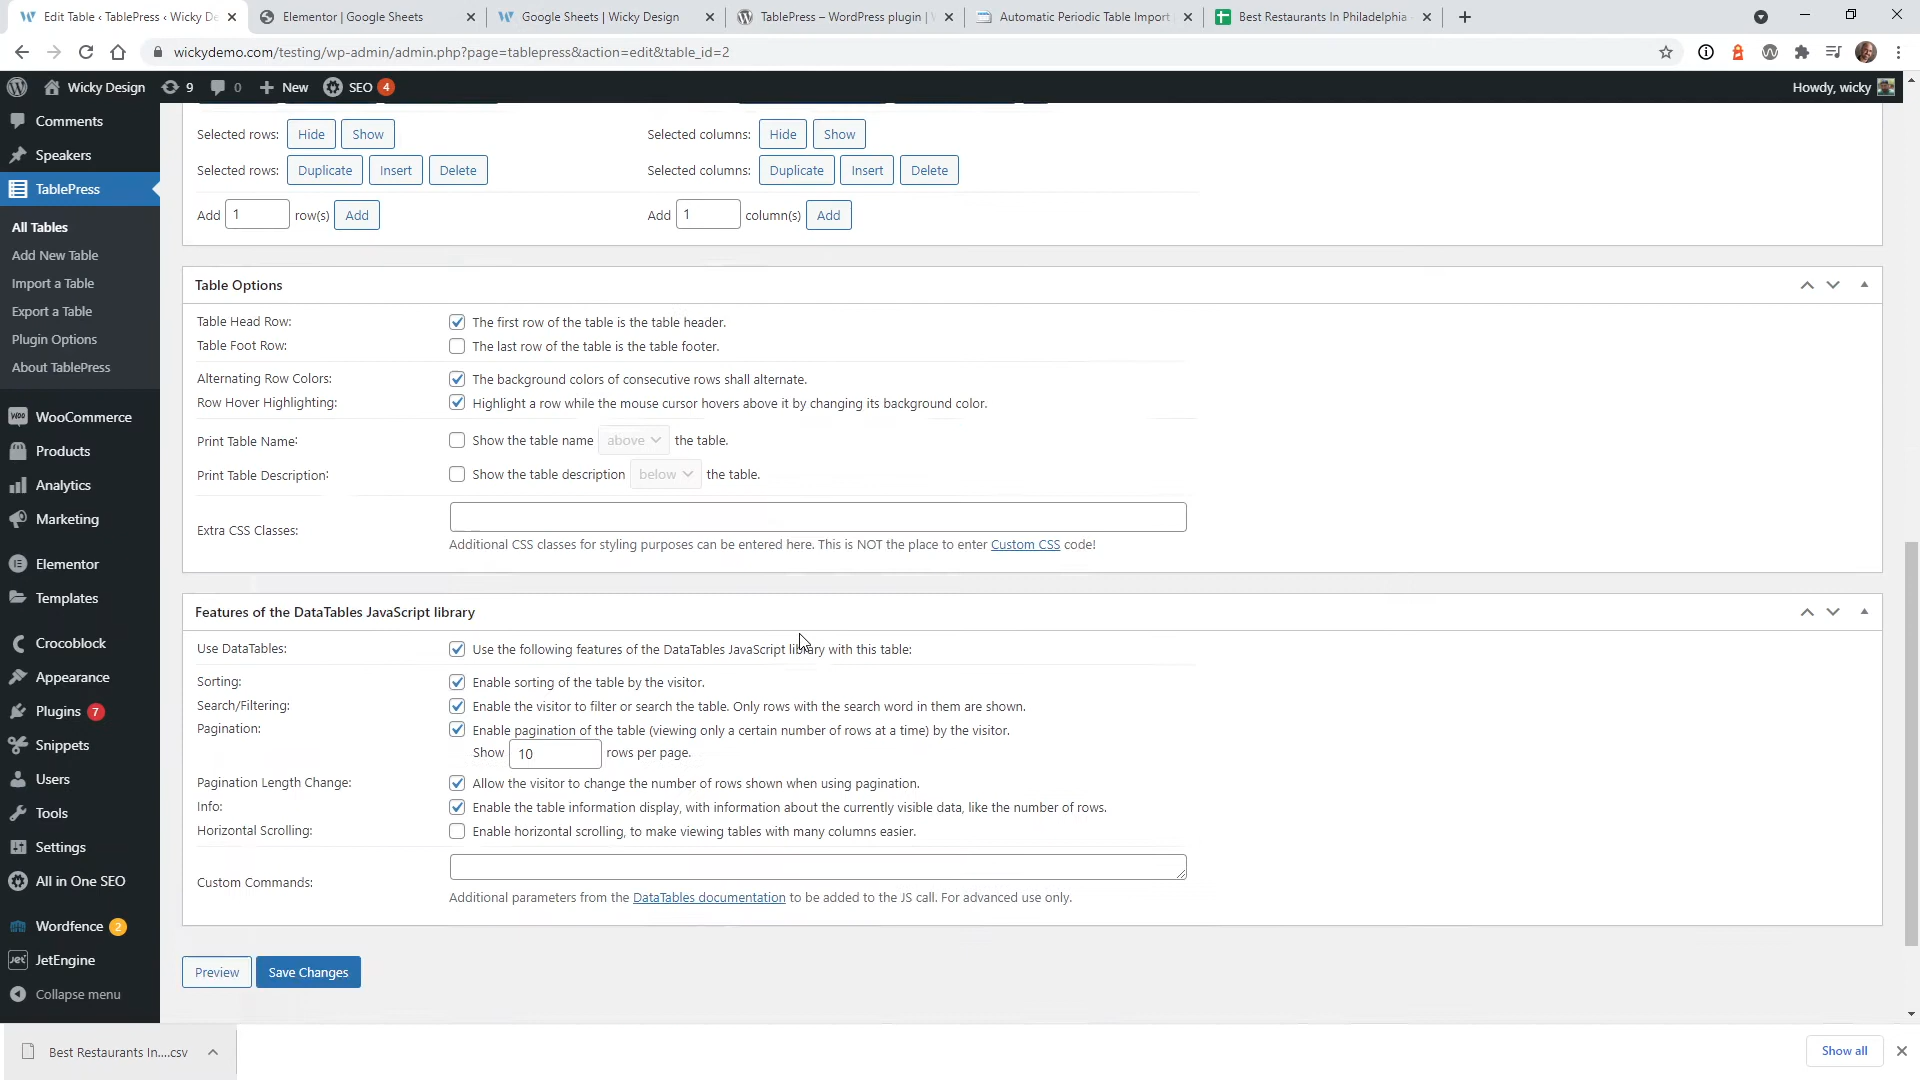 Edit Table ‹ TablePress ‹ Wicky De
Elementor | Google Sheets
Google Sheets | Wicky Design
TablePress – WordPress plugin |
Automatic Periodic Table Import
Best Restaurants In Philadelphia
wickydemo.com/testing/wp-admin/admin.php?page=tablepress&action=edit&table_id=2
Wicky Design
9
0
New
SEO 4
Howdy, wicky
Comments
Speakers
TablePress
All Tables
Add New Table
Import a Table
Export a Table
Plugin Options
About TablePress
WooCommerce
Products
Analytics
Marketing
Elementor
Templates
Crocoblock
Appearance
Plugins 7
Snippets
Users
Tools
Settings
All in One SEO
Wordfence 2
JetEngine
Collapse menu
Selected rows: Hide Show
Selected columns: Hide Show
Selected rows: Duplicate Insert Delete
Selected columns: Duplicate Insert Delete
Add 1 row(s) Add
Add 1 column(s) Add
Table Options
Table Head Row: The first row of the table is the table header.
Table Foot Row: The last row of the table is the table footer.
Alternating Row Colors: The background colors of consecutive rows shall alternate.
Row Hover Highlighting: Highlight a row while the mouse cursor hovers above it by changing its background color.
Print Table Name: Show the table name above the table.
Print Table Description: Show the table description below the table.
Extra CSS Classes:
Additional CSS classes for styling purposes can be entered here. This is NOT the place to enter Custom CSS code!
Features of the DataTables JavaScript library
Use DataTables: Use the following features of the DataTables JavaScript library with this table:
Sorting: Enable sorting of the table by the visitor.
Search/Filtering: Enable the visitor to filter or search the table. Only rows with the search word in them are shown.
Pagination: Enable pagination of the table (viewing only a certain number of rows at a time) by the visitor.
Show 10 rows per page.
Pagination Length Change: Allow the visitor to change the number of rows shown when using pagination.
Info: Enable the table information display, with information about the currently visible data, like the number of rows.
Horizontal Scrolling: Enable horizontal scrolling, to make viewing tables with many columns easier.
Custom Commands:
Additional parameters from the DataTables documentation to be added to the JS call. For advanced use only.
Preview Save Changes
Best Restaurants In....csv
Show all